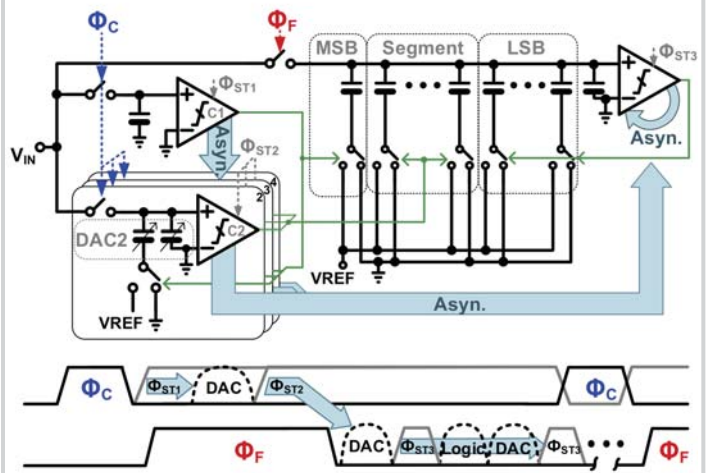 ΦC
ΦF
MSB
Segment
LSB
ΦST3
ΦST1
C1
Asyn.
Asyn.
VIN
ΦST2
2 3 4
C2
DAC2
VREF
VREF
Asyn.
ΦC
ΦST1
DAC
ΦST2
ΦC
ΦF
DAC
ΦST3
Logic
DAC
ΦST3
ΦF